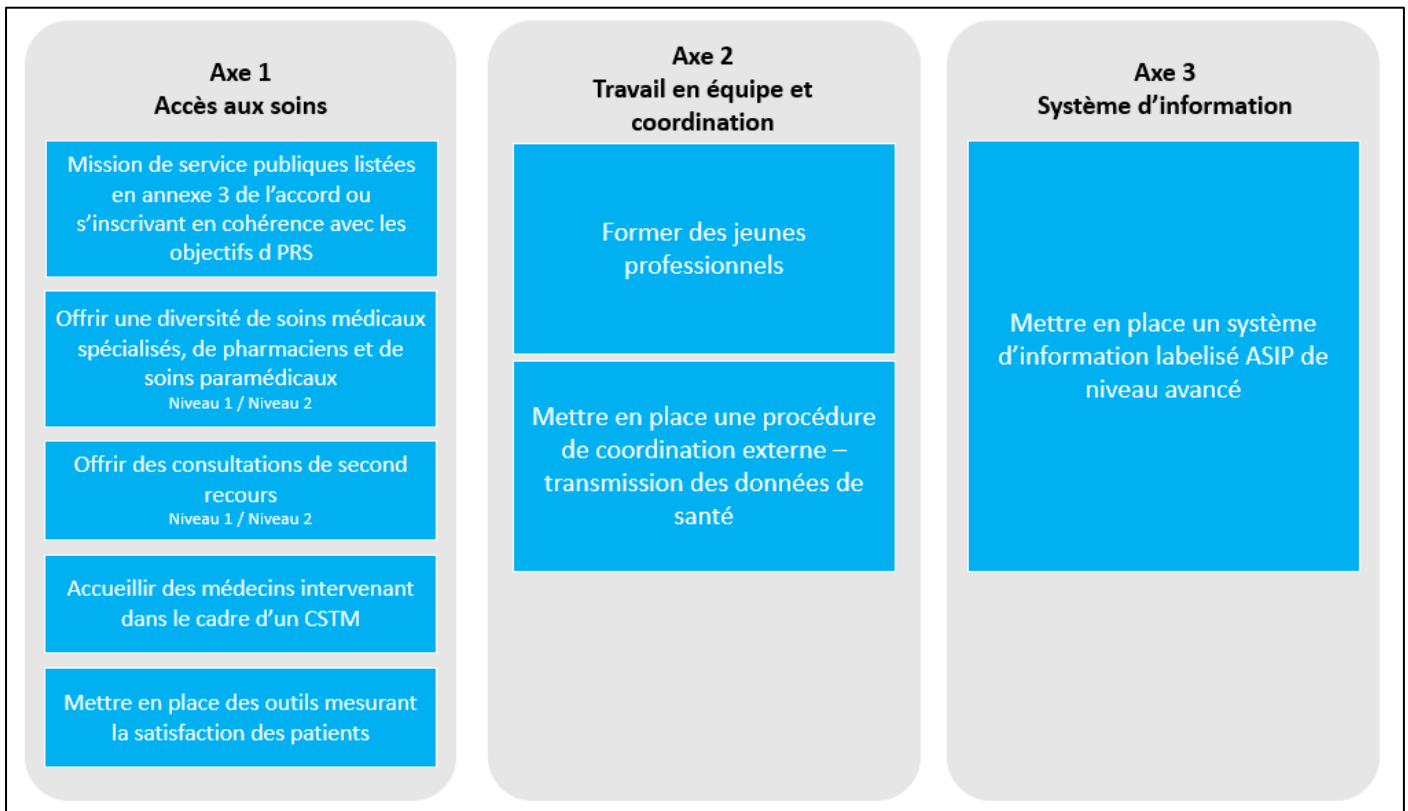 Axe 1
Accès aux soins
Mission de service publiques listées
en annexe 3 de l'accord ou
s'inscrivant en cohérence avec les
objectifs d PRS
Offrir une diversité de soins médicaux
spécialisés, de pharmaciens et de
soins paramédicaux
Niveau 1 / Niveau 2
Offrir des consultations de second
recours
Niveau 1 / Niveau 2
Accueillir des médecins intervenant
dans le cadre d'un CSTM
Mettre en place des outils mesurant
la satisfaction des patients
Axe 2
Travail en équipe et
coordination
Former des jeunes
professionnels
Mettre en place une procédure
de coordination externe –
transmission des données de
santé
Axe 3
Système d'information
Mettre en place un système
d'information labelisé ASIP de
niveau avancé